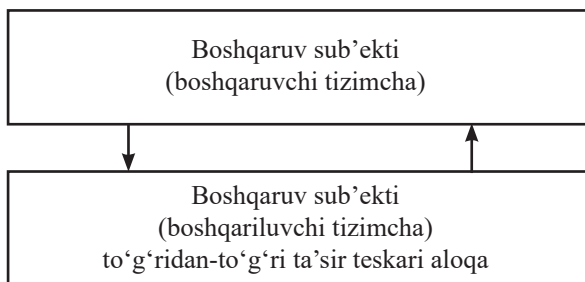 Boshqaruv sub’ekti
(boshqaruvchi tizimcha)
Boshqaruv sub’ekti
(boshqariluvchi tizimcha)
to‘g‘ridan-to‘g‘ri ta’sir teskari aloqa